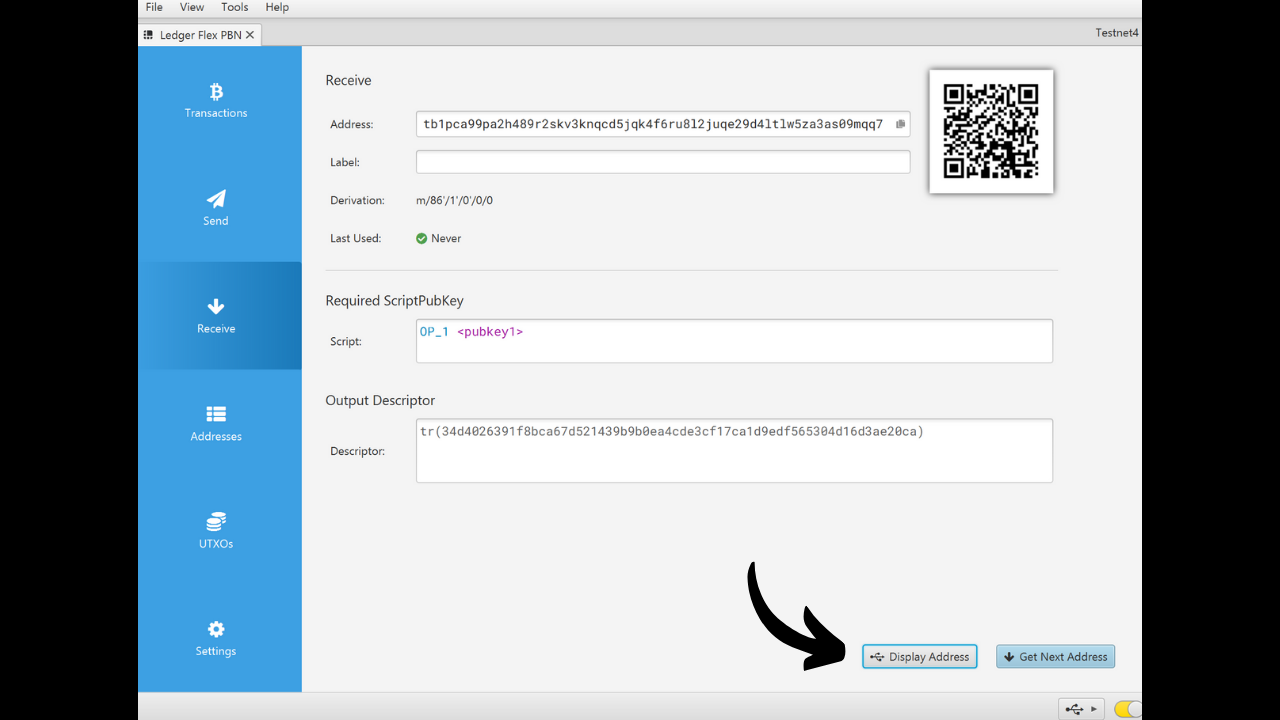 File View Tools Help
Ledger Flex PBN
Testnet4
Transactions
Send
Receive
Addresses
UTXOs
Settings
Receive
Address: tb1pca99pa2h489r2skv3knqcd5jqk4f6ru8l2juqe29d4ltlw5za3as09mqq7
Label:
Derivation: m/86'/1'/0'/0/0
Last Used: Never
Required ScriptPubKey
Script: OP_1 <pubkey1>
Output Descriptor
Descriptor: tr(34d4026391f8bca67d521439b9b0ea4cde3cf17ca1d9edf565304d16d3ae20ca)
Display Address
Get Next Address